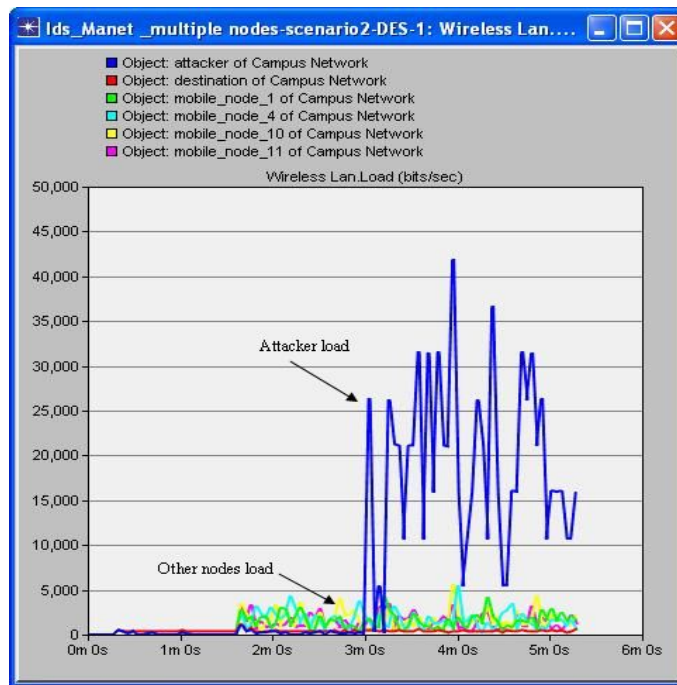 Ids_Manet _multiple nodes-scenario2-DES-1: Wireless Lan....
Object: attacker of Campus Network
Object: destination of Campus Network
Object: mobile_node_1 of Campus Network
Object: mobile_node_4 of Campus Network
Object: mobile_node_10 of Campus Network
Object: mobile_node_11 of Campus Network
Wireless Lan.Load (bits/sec)
50,000
45,000
40,000
35,000
Attacker load
30,000
25,000
20,000
15,000
10,000
Other nodes load
5,000
0
0m 0s 1m 0s 2m 0s 3m 0s 4m 0s 5m 0s 6m 0s